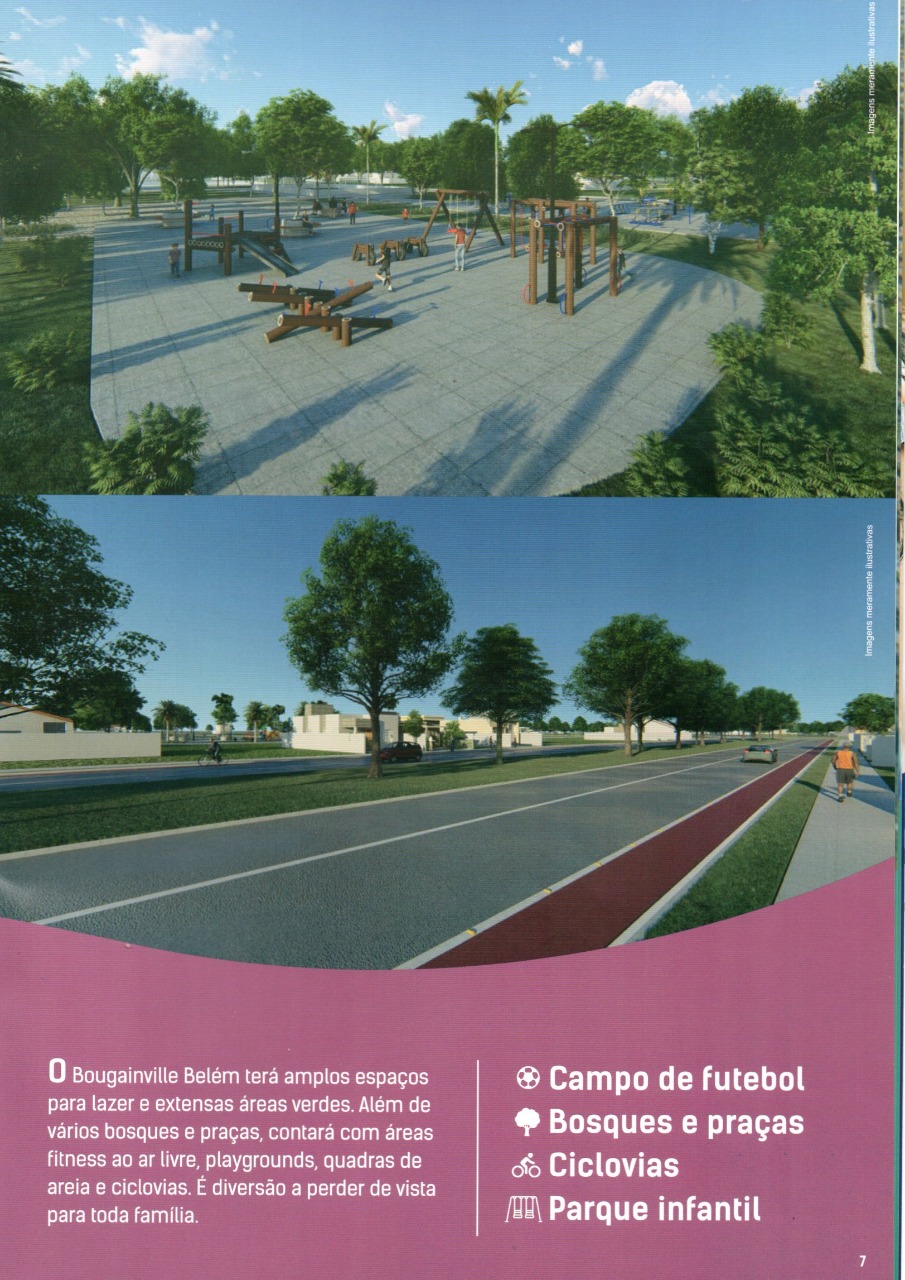 Imagens meramente ilustrativas
Imagens meramente ilustrativas
O Bougainville Belém terá amplos espaços
para lazer e extensas áreas verdes. Além de
vários bosques e praças, contará com áreas
fitness ao ar livre, playgrounds, quadras de
areia e ciclovias. É diversão a perder de vista
para toda família.
Campo de futebol
Bosques e praças
Ciclovias
Parque infantil
7